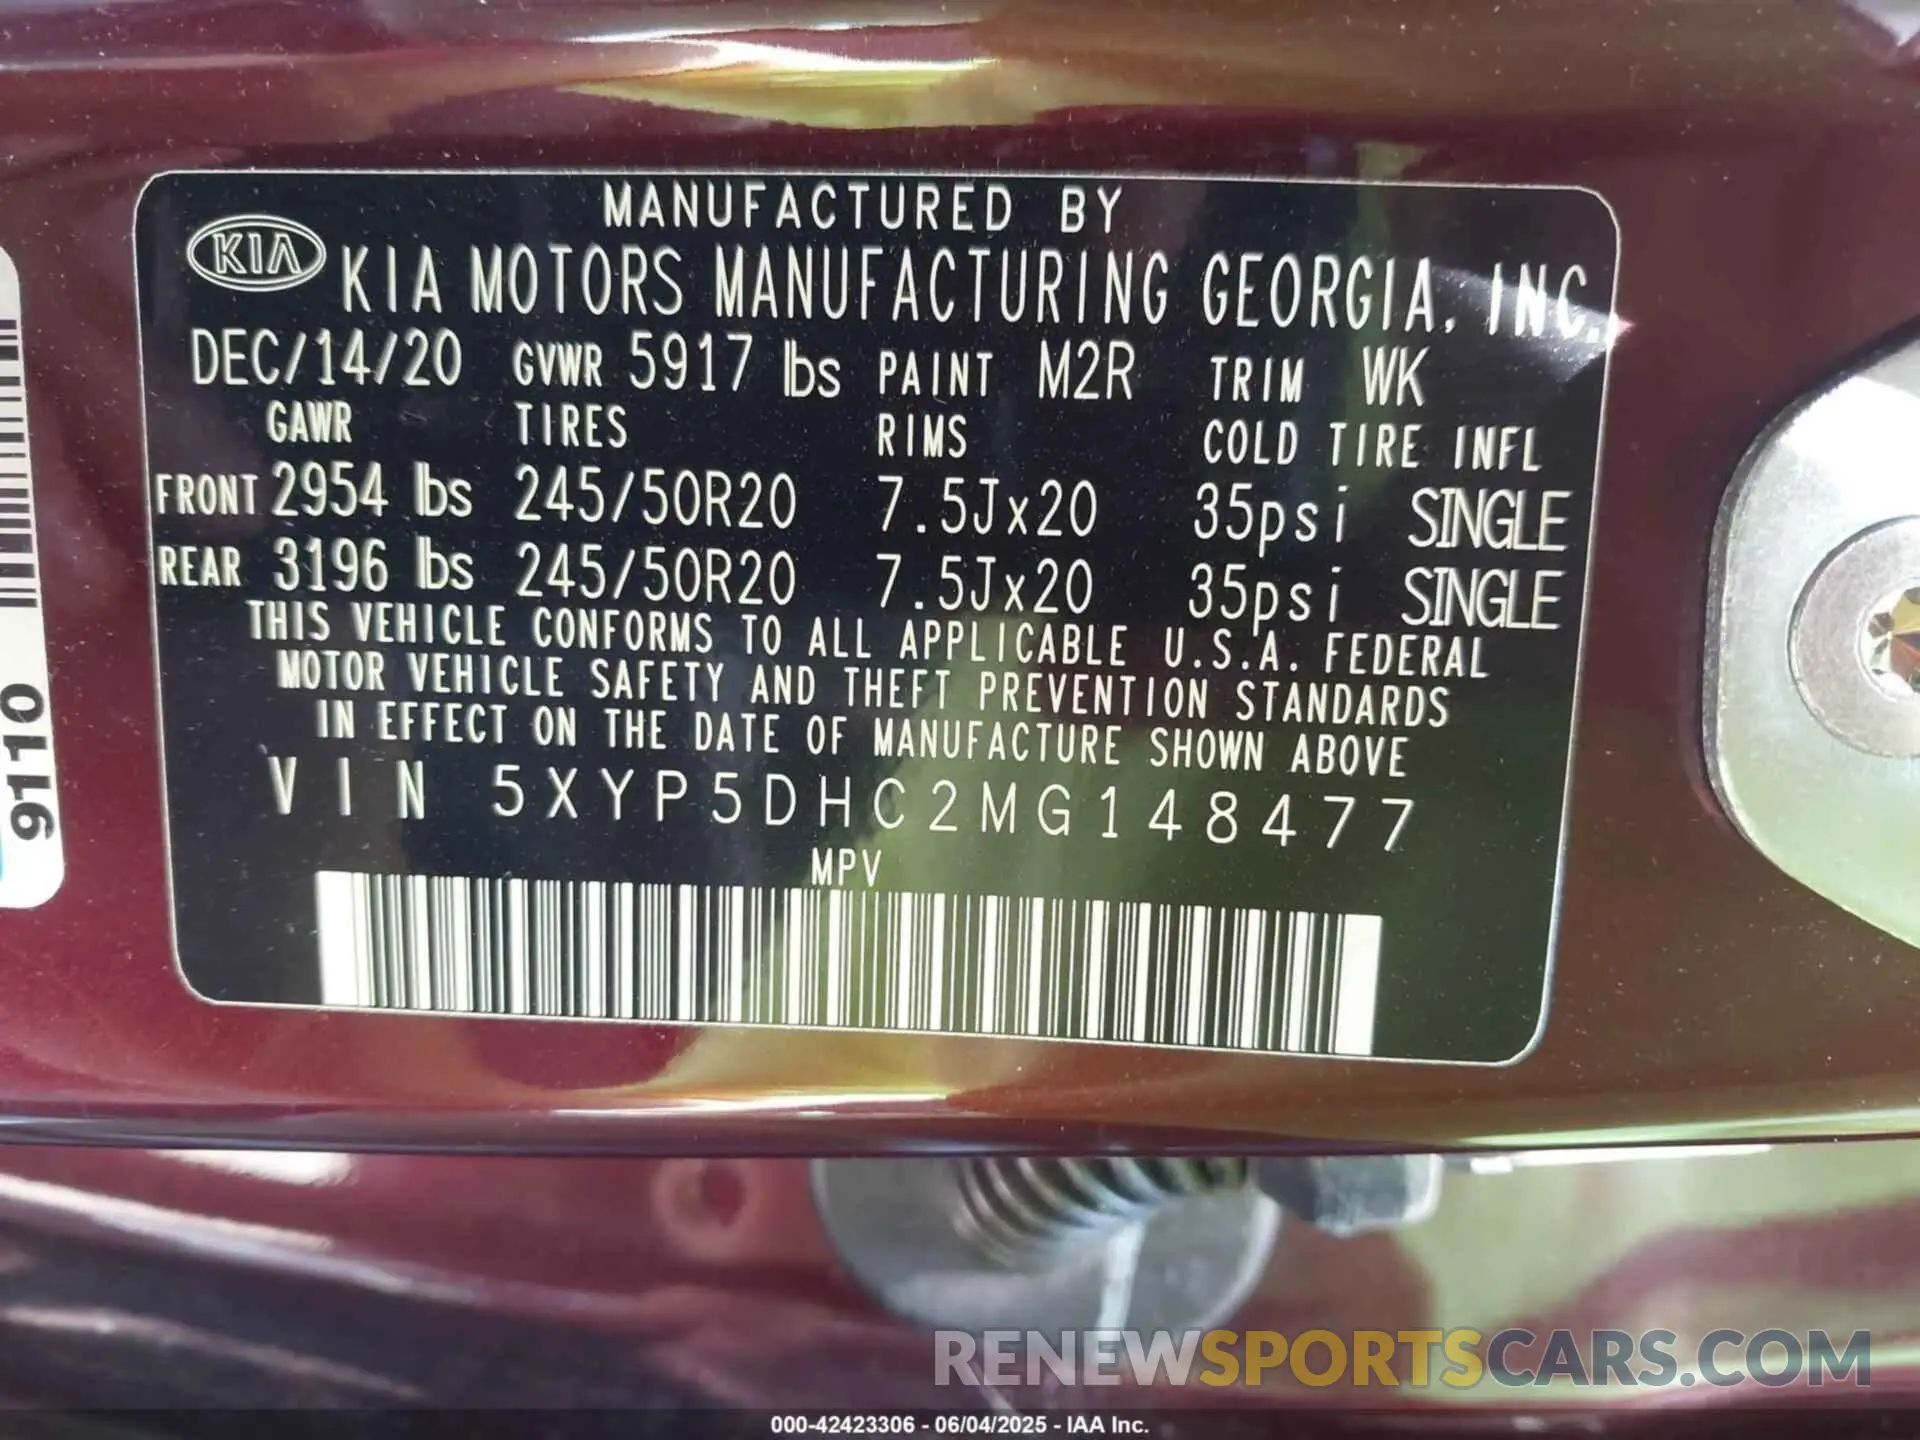 MANUFACTURED BY
KIA KIA MOTORS MANUFACTURING GEORGIA, INC.
DEC/14/20 GVWR 5917 lbs PAINT M2R TRIM WK
GAWR TIRES RIMS COLD TIRE INFL
FRONT 2954 lbs 245/50R20 7.5Jx20 35psi SINGLE
REAR 3196 lbs 245/50R20 7.5Jx20 35psi SINGLE
THIS VEHICLE CONFORMS TO ALL APPLICABLE U.S.A. FEDERAL
MOTOR VEHICLE SAFETY AND THEFT PREVENTION STANDARDS
IN EFFECT ON THE DATE OF MANUFACTURE SHOWN ABOVE
VIN 5XYP5DHC2MG148477
MPV
9110
RENEWSPORTSCARS.COM
000-42423306 - 06/04/2025 - IAA Inc.